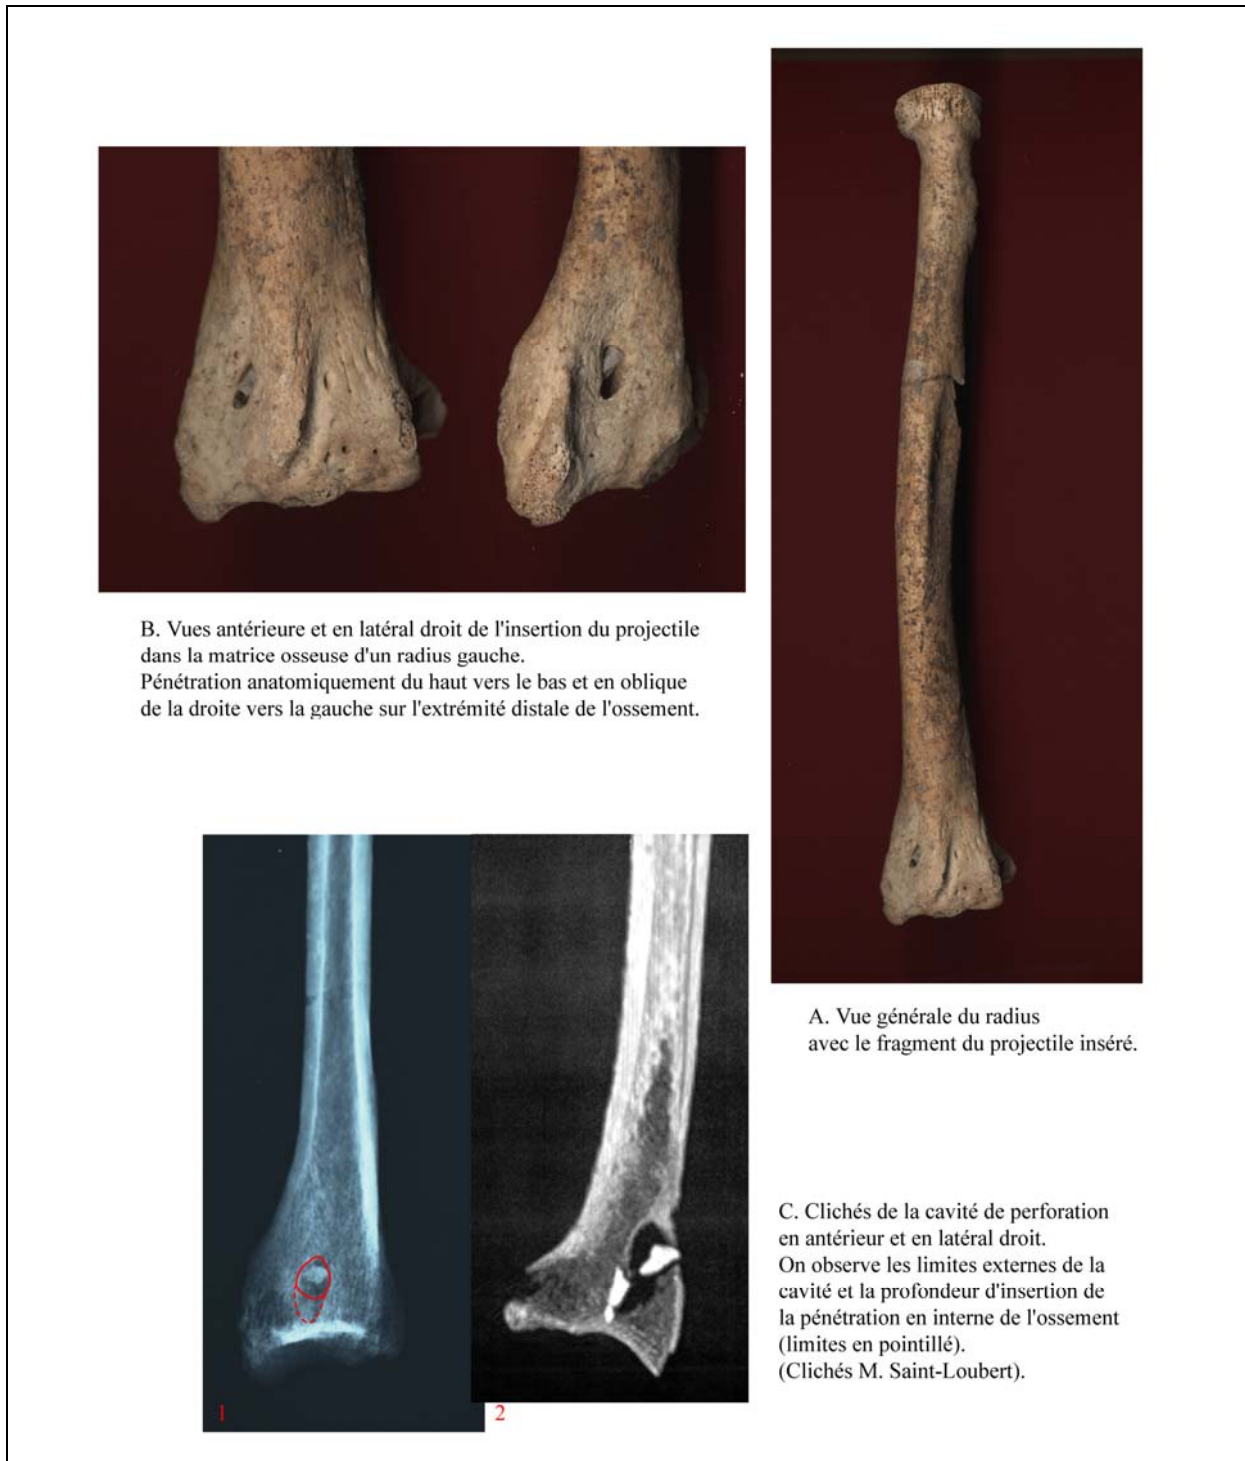 B. Vues antérieure et en latéral droit de l'insertion du projectile
dans la matrice osseuse d'un radius gauche.
Pénétration anatomiquement du haut vers le bas et en oblique
de la droite vers la gauche sur l'extrémité distale de l'ossement.
A. Vue générale du radius
avec le fragment du projectile inséré.
C. Clichés de la cavité de perforation
en antérieur et en latéral droit.
On observe les limites externes de la
cavité et la profondeur d'insertion de
la pénétration en interne de l'ossement
(limites en pointillé).
(Clichés M. Saint-Loubert).
1
2